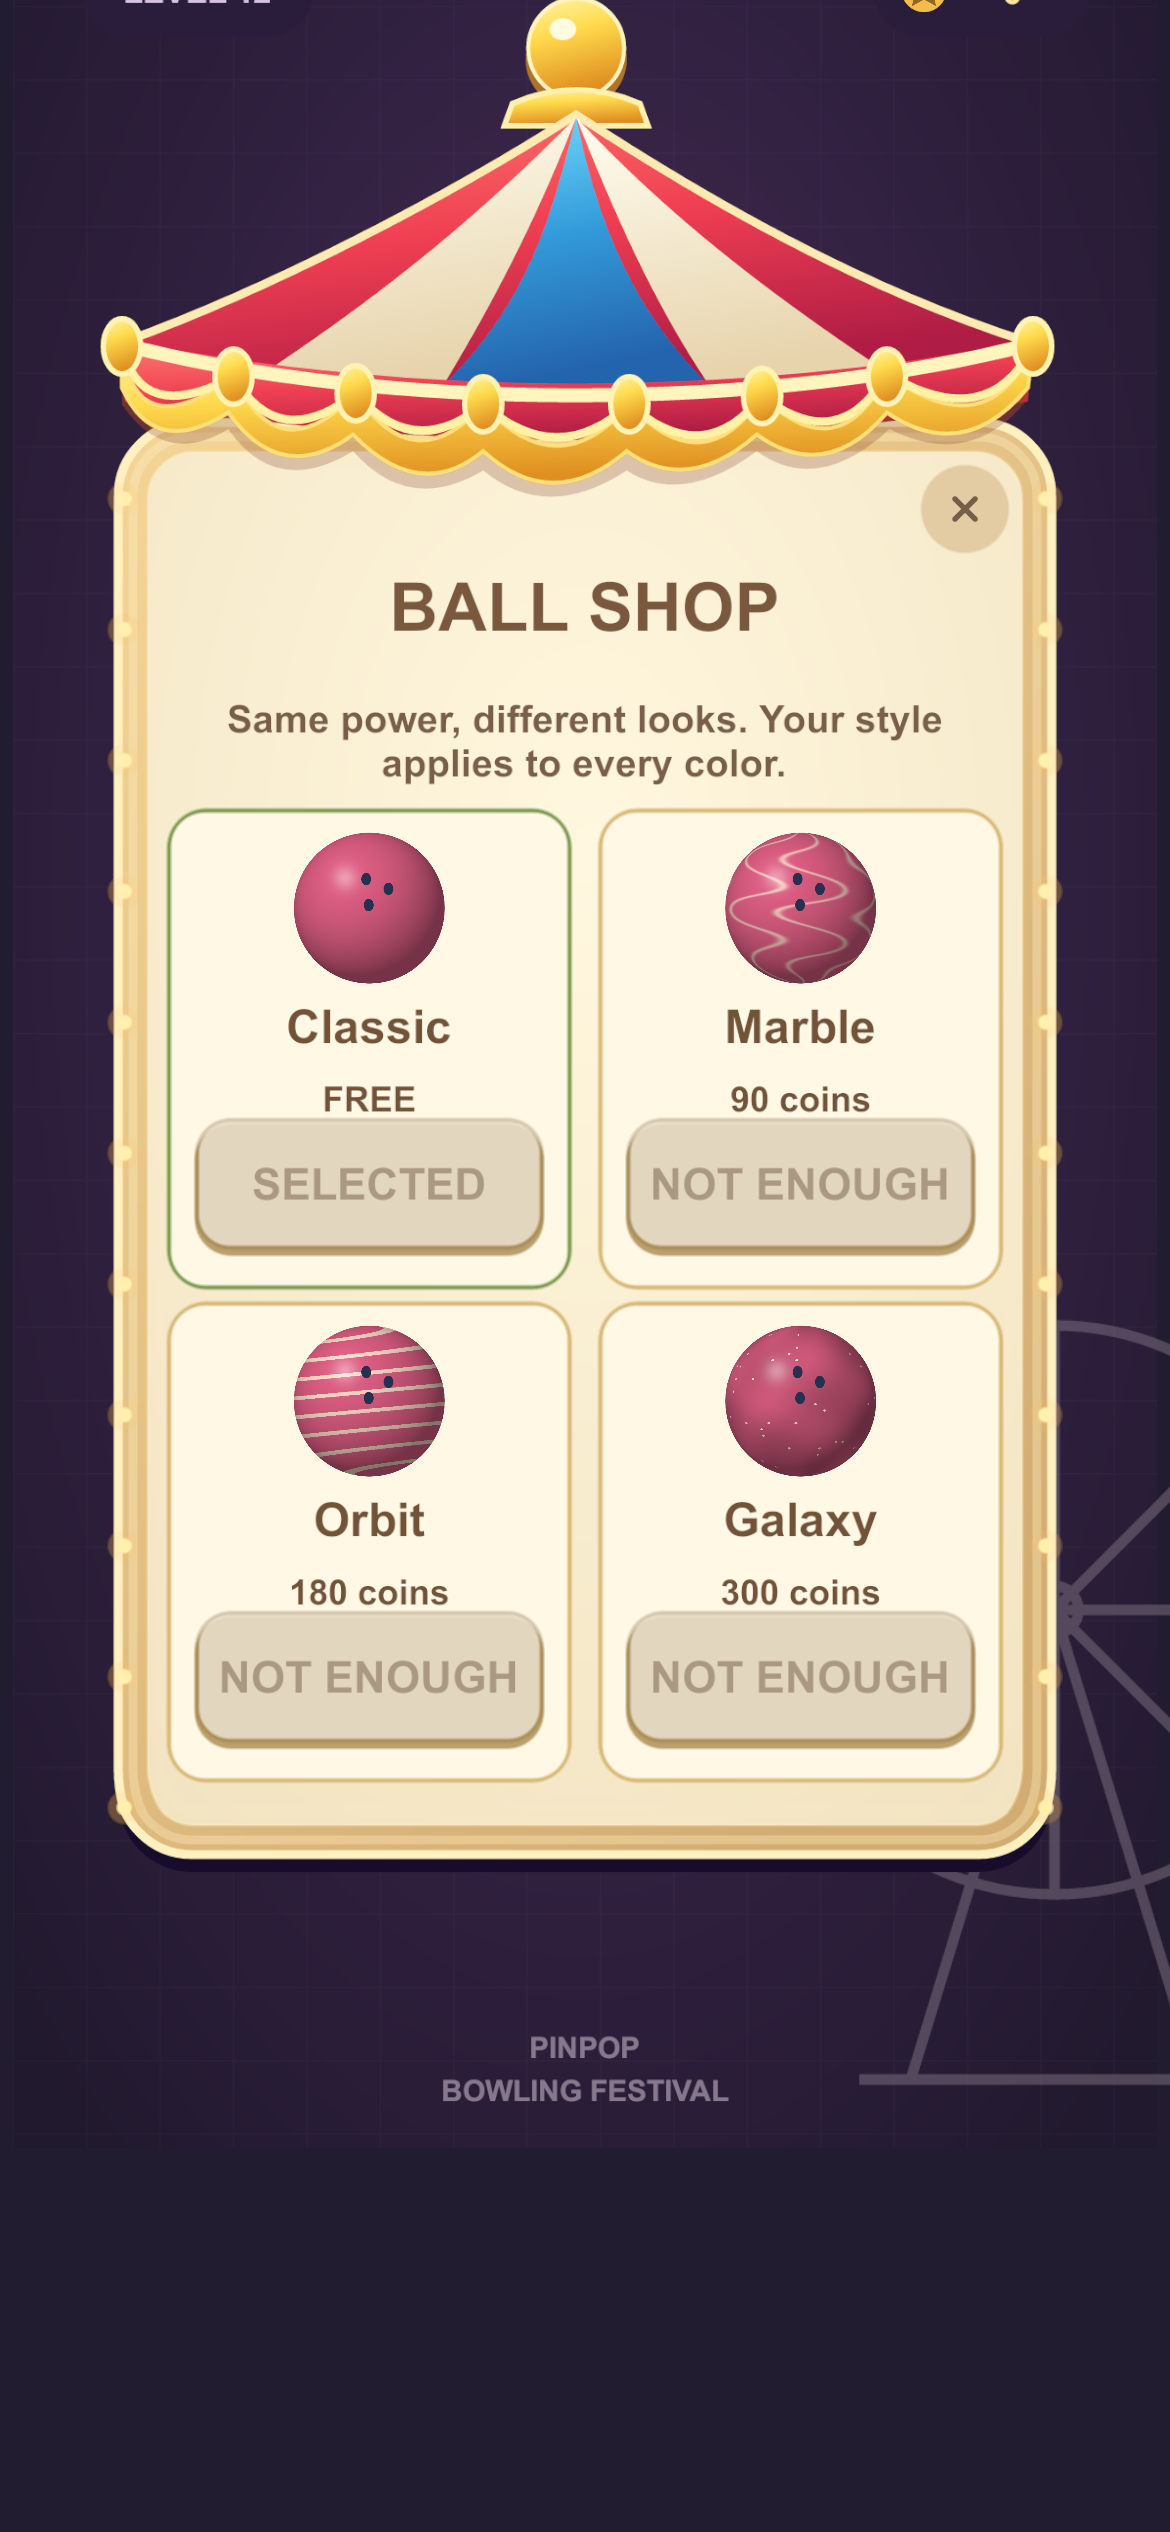 BALL SHOP
Same power, different looks. Your style
applies to every color.
Classic
FREE
SELECTED
Marble
90 coins
NOT ENOUGH
Orbit
180 coins
NOT ENOUGH
Galaxy
300 coins
NOT ENOUGH
PINPOP
BOWLING FESTIVAL